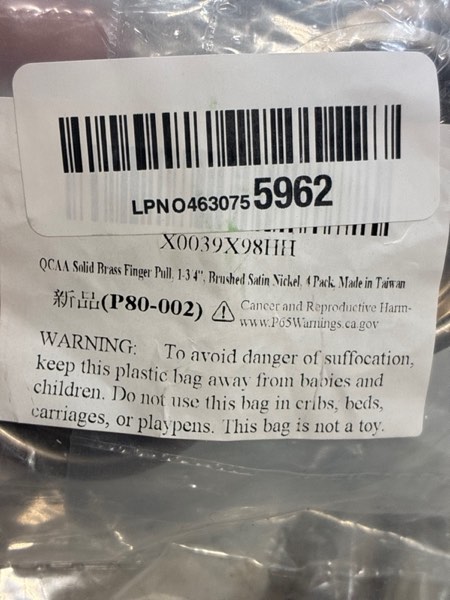 LPNO4630755962
X0039X98HH
QCAA Solid Brass Finger Pull, 1-3 4", Brushed Satin Nickel, 4 Pack, Made in Taiwan
新品(P80-002) ⚠ Cancer and Reproductive Harm-
www.P65Warnings.ca.gov
WARNING: To avoid danger of suffocation,
keep this plastic bag away from babies and
children. Do not use this bag in cribs, beds,
carriages, or playpens. This bag is not a toy.